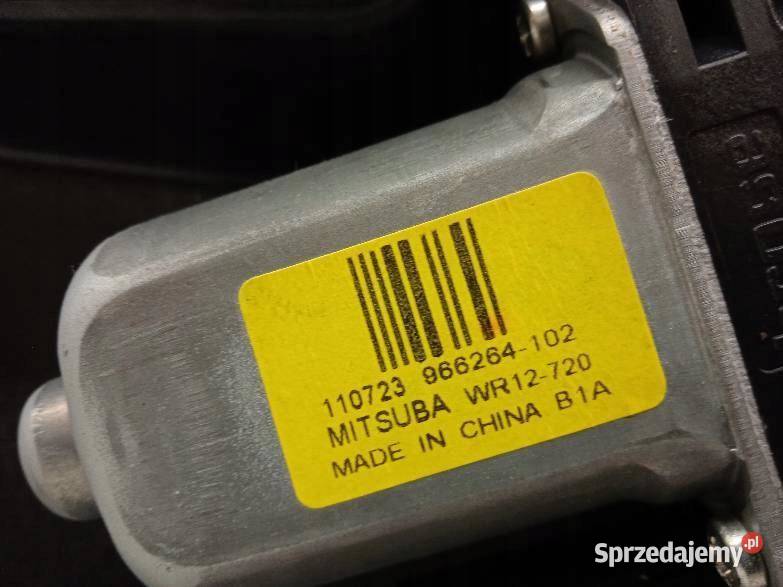 110723 966264-102
MITSUBA WR12-720
MADE IN CHINA B1A
Sprzedajemy.pl